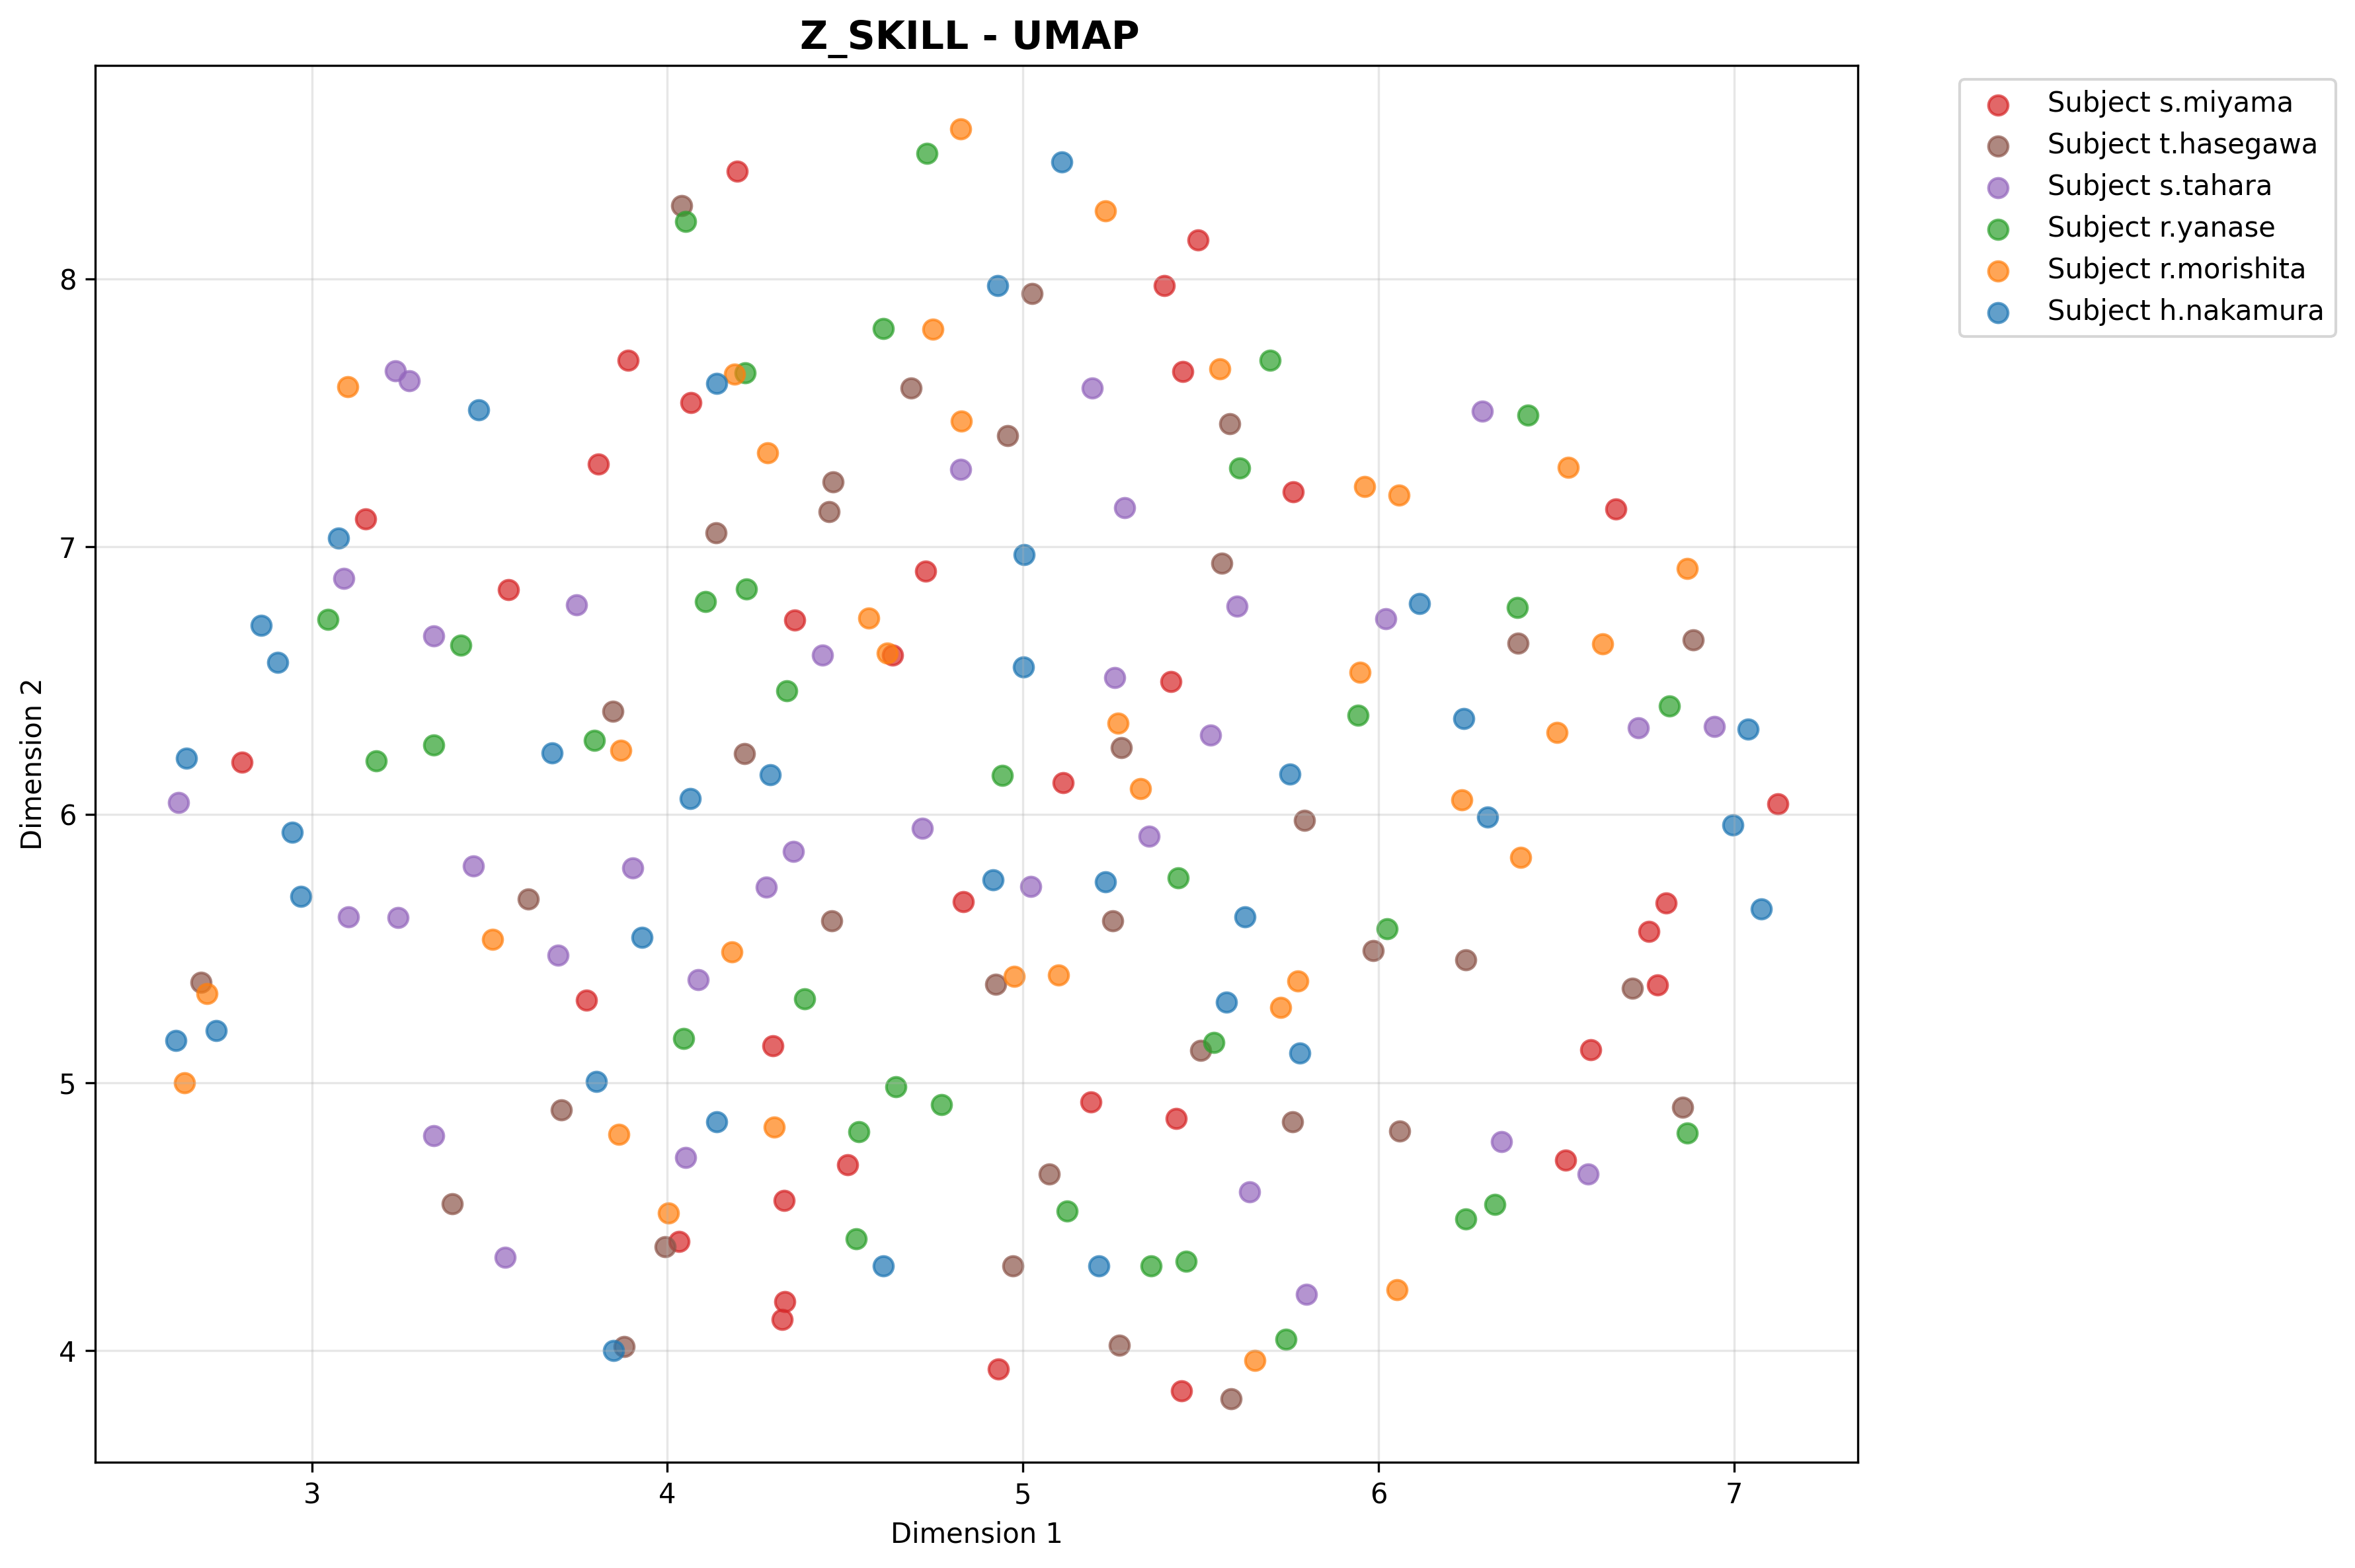 Z_SKILL - UMAP
Subject s.miyama
Subject t.hasegawa
Subject s.tahara
Subject r.yanase
Subject r.morishita
Subject h.nakamura
Dimension 2
8
7
6
5
4
3
4
5
6
7
Dimension 1